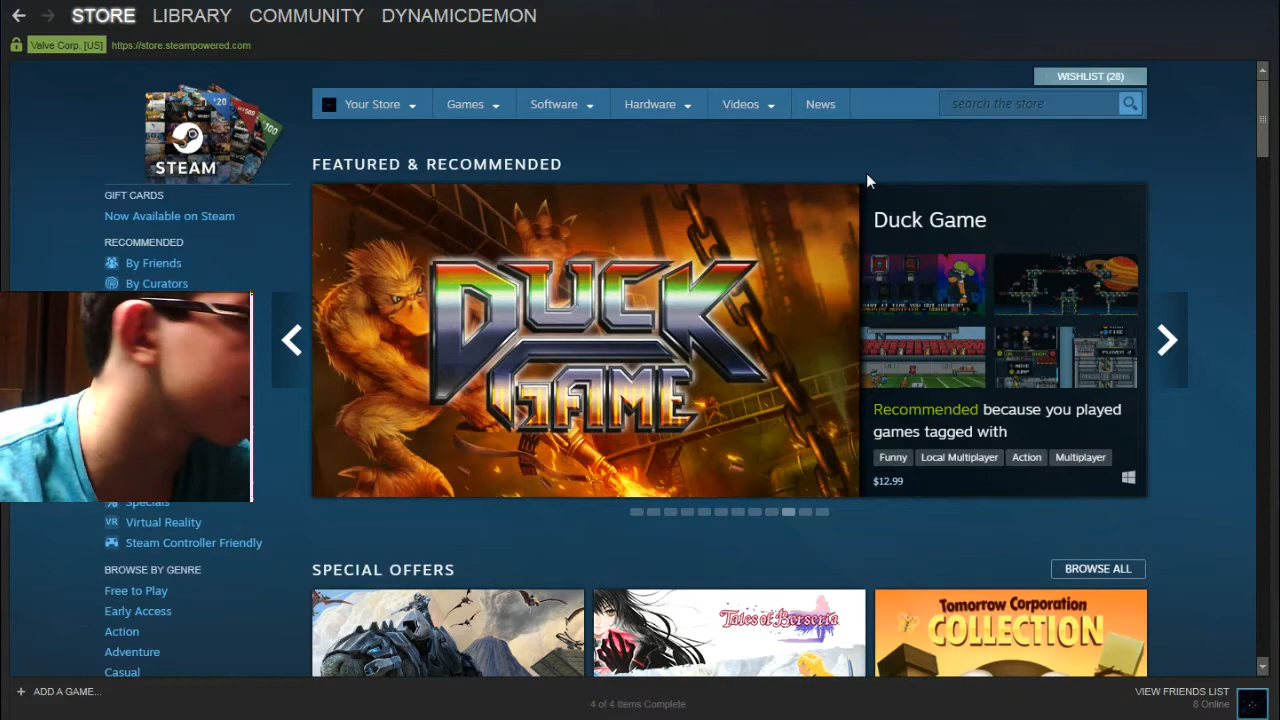 STORE LIBRARY COMMUNITY DYNAMICDEMON
Valve Corp. [US] https://store.steampowered.com
WISHLIST (28)
Your Store Games Software Hardware Videos News search the store
$20
100
STEAM
FEATURED & RECOMMENDED
GIFT CARDS
Now Available on Steam
RECOMMENDED
By Friends
By Curators
DUCK
GAME
Duck Game
Recommended because you played
games tagged with
Funny Local Multiplayer Action Multiplayer
$12.99
Specials
VR Virtual Reality
Steam Controller Friendly
BROWSE BY GENRE
Free to Play
Early Access
Action
Adventure
Casual
SPECIAL OFFERS
BROWSE ALL
Tales of Berseria
Tomorrow Corporation
COLLECTION
+ ADD A GAME...
4 of 4 Items Complete
VIEW FRIENDS LIST
8 Online